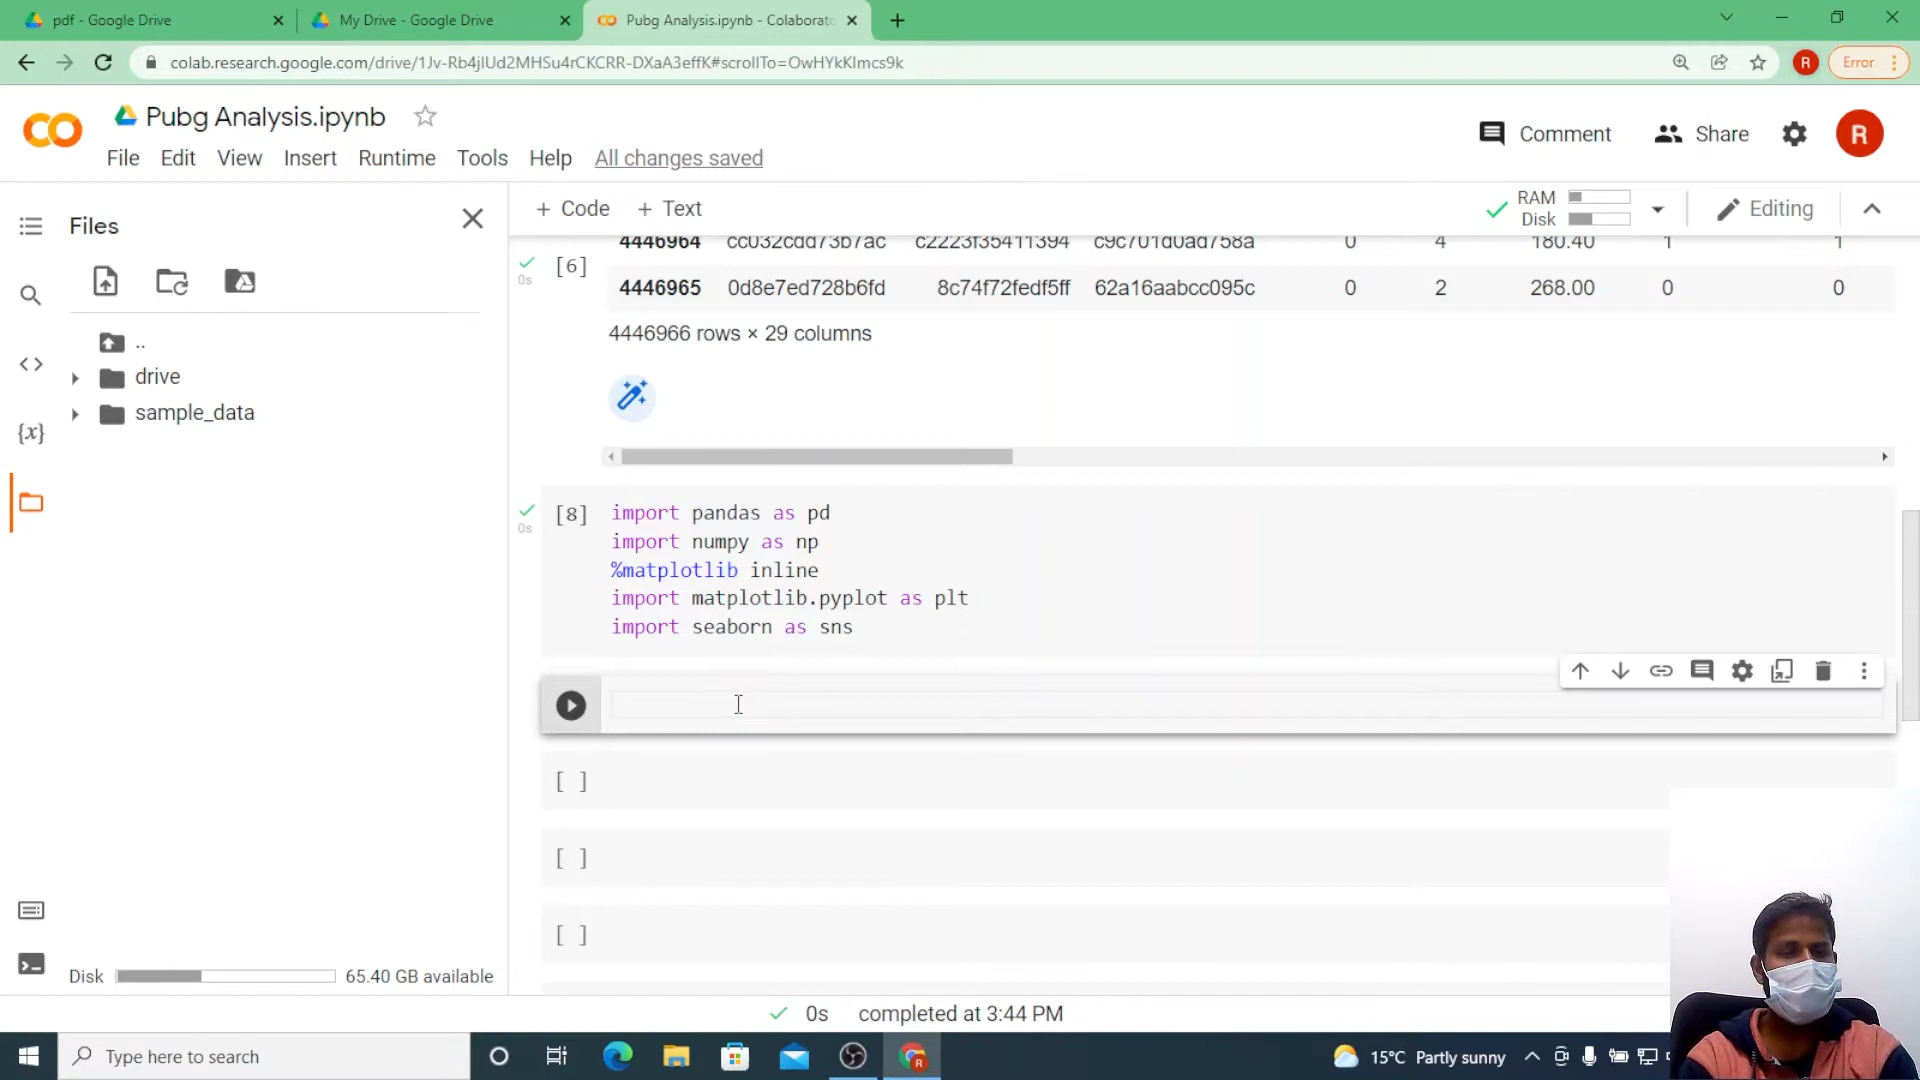 pdf - Google Drive
My Drive - Google Drive
Pubg Analysis.ipynb - Colaborat
colab.research.google.com/drive/1Jv-Rb4jlUd2MHSu4rCKCRR-DXaA3effK#scrollTo=OwHYkKImcs9k
R
Error
Pubg Analysis.ipynb
File Edit View Insert Runtime Tools Help All changes saved
Comment
Share
R
Files
+ Code + Text
RAM
Disk
Editing
4446964 cc032cdd73b7ac c2223f35411394 c9c701d0ad758a 0 4 180.40 1 1
0s
[6]
4446965 0d8e7ed728b6fd 8c74f72fedf5ff 62a16aabcc095c 0 2 268.00 0 0
4446966 rows × 29 columns
..
drive
sample_data
{x}
0s
[8]
import pandas as pd
import numpy as np
%matplotlib inline
import matplotlib.pyplot as plt
import seaborn as sns
[ ]
[ ]
[ ]
Disk
65.40 GB available
0s completed at 3:44 PM
Type here to search
15°C Partly sunny